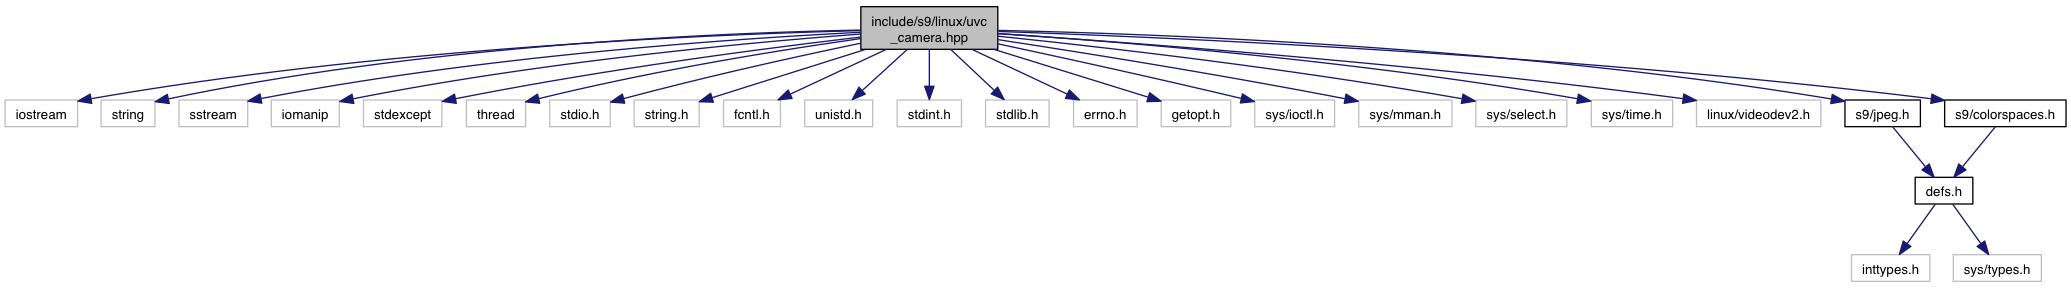 include/s9/linux/uvc
_camera.hpp
iostream
string
sstream
iomanip
stdexcept
thread
stdio.h
string.h
fcntl.h
unistd.h
stdint.h
stdlib.h
errno.h
getopt.h
sys/ioctl.h
sys/mman.h
sys/select.h
sys/time.h
linux/videodev2.h
s9/jpeg.h
s9/colorspaces.h
defs.h
inttypes.h
sys/types.h